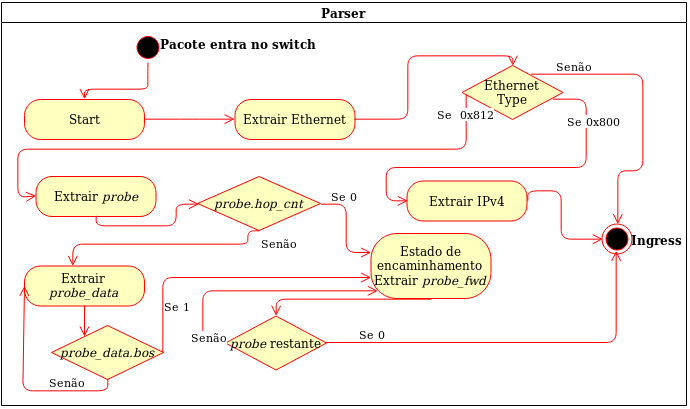 Parser
Pacote entra no switch
Start
Extrair Ethernet
Ethernet
Type
Senão
Se 0x812
Se 0x800
Extrair probe
probe.hop_cnt
Se 0
Extrair IPv4
Senão
Ingress
Extrair
probe_data
Estado de
encaminhamento
Extrair probe_fwd
Se 1
probe_data.bos
Senão
Senão
probe restante
Se 0